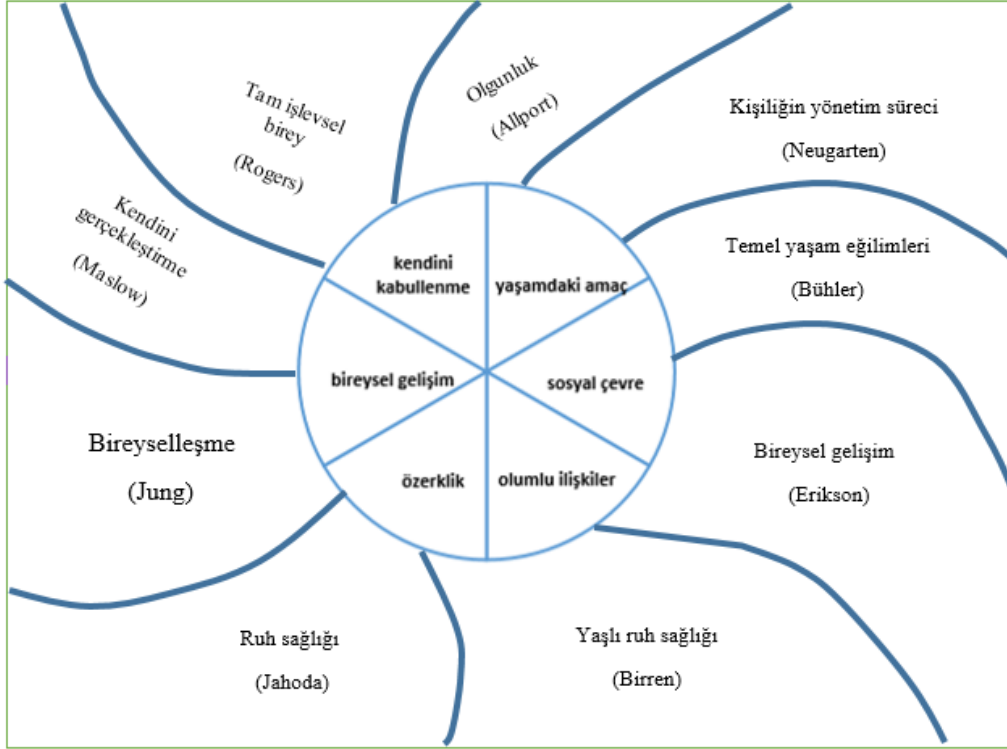 Tam işlevsel
birey
(Rogers)
Olgunluk
(Allport)
Kişiliğin yönetim süreci
(Neugarten)
Kendini
gerçekleştirme
(Maslow)
Temel yaşam eğilimleri
(Bühler)
kendini
kabullenme
yaşamdaki amaç
bireysel gelişim
sosyal çevre
özerklik
olumlu ilişkiler
Bireyselleşme
(Jung)
Bireysel gelişim
(Erikson)
Ruh sağlığı
(Jahoda)
Yaşlı ruh sağlığı
(Birren)